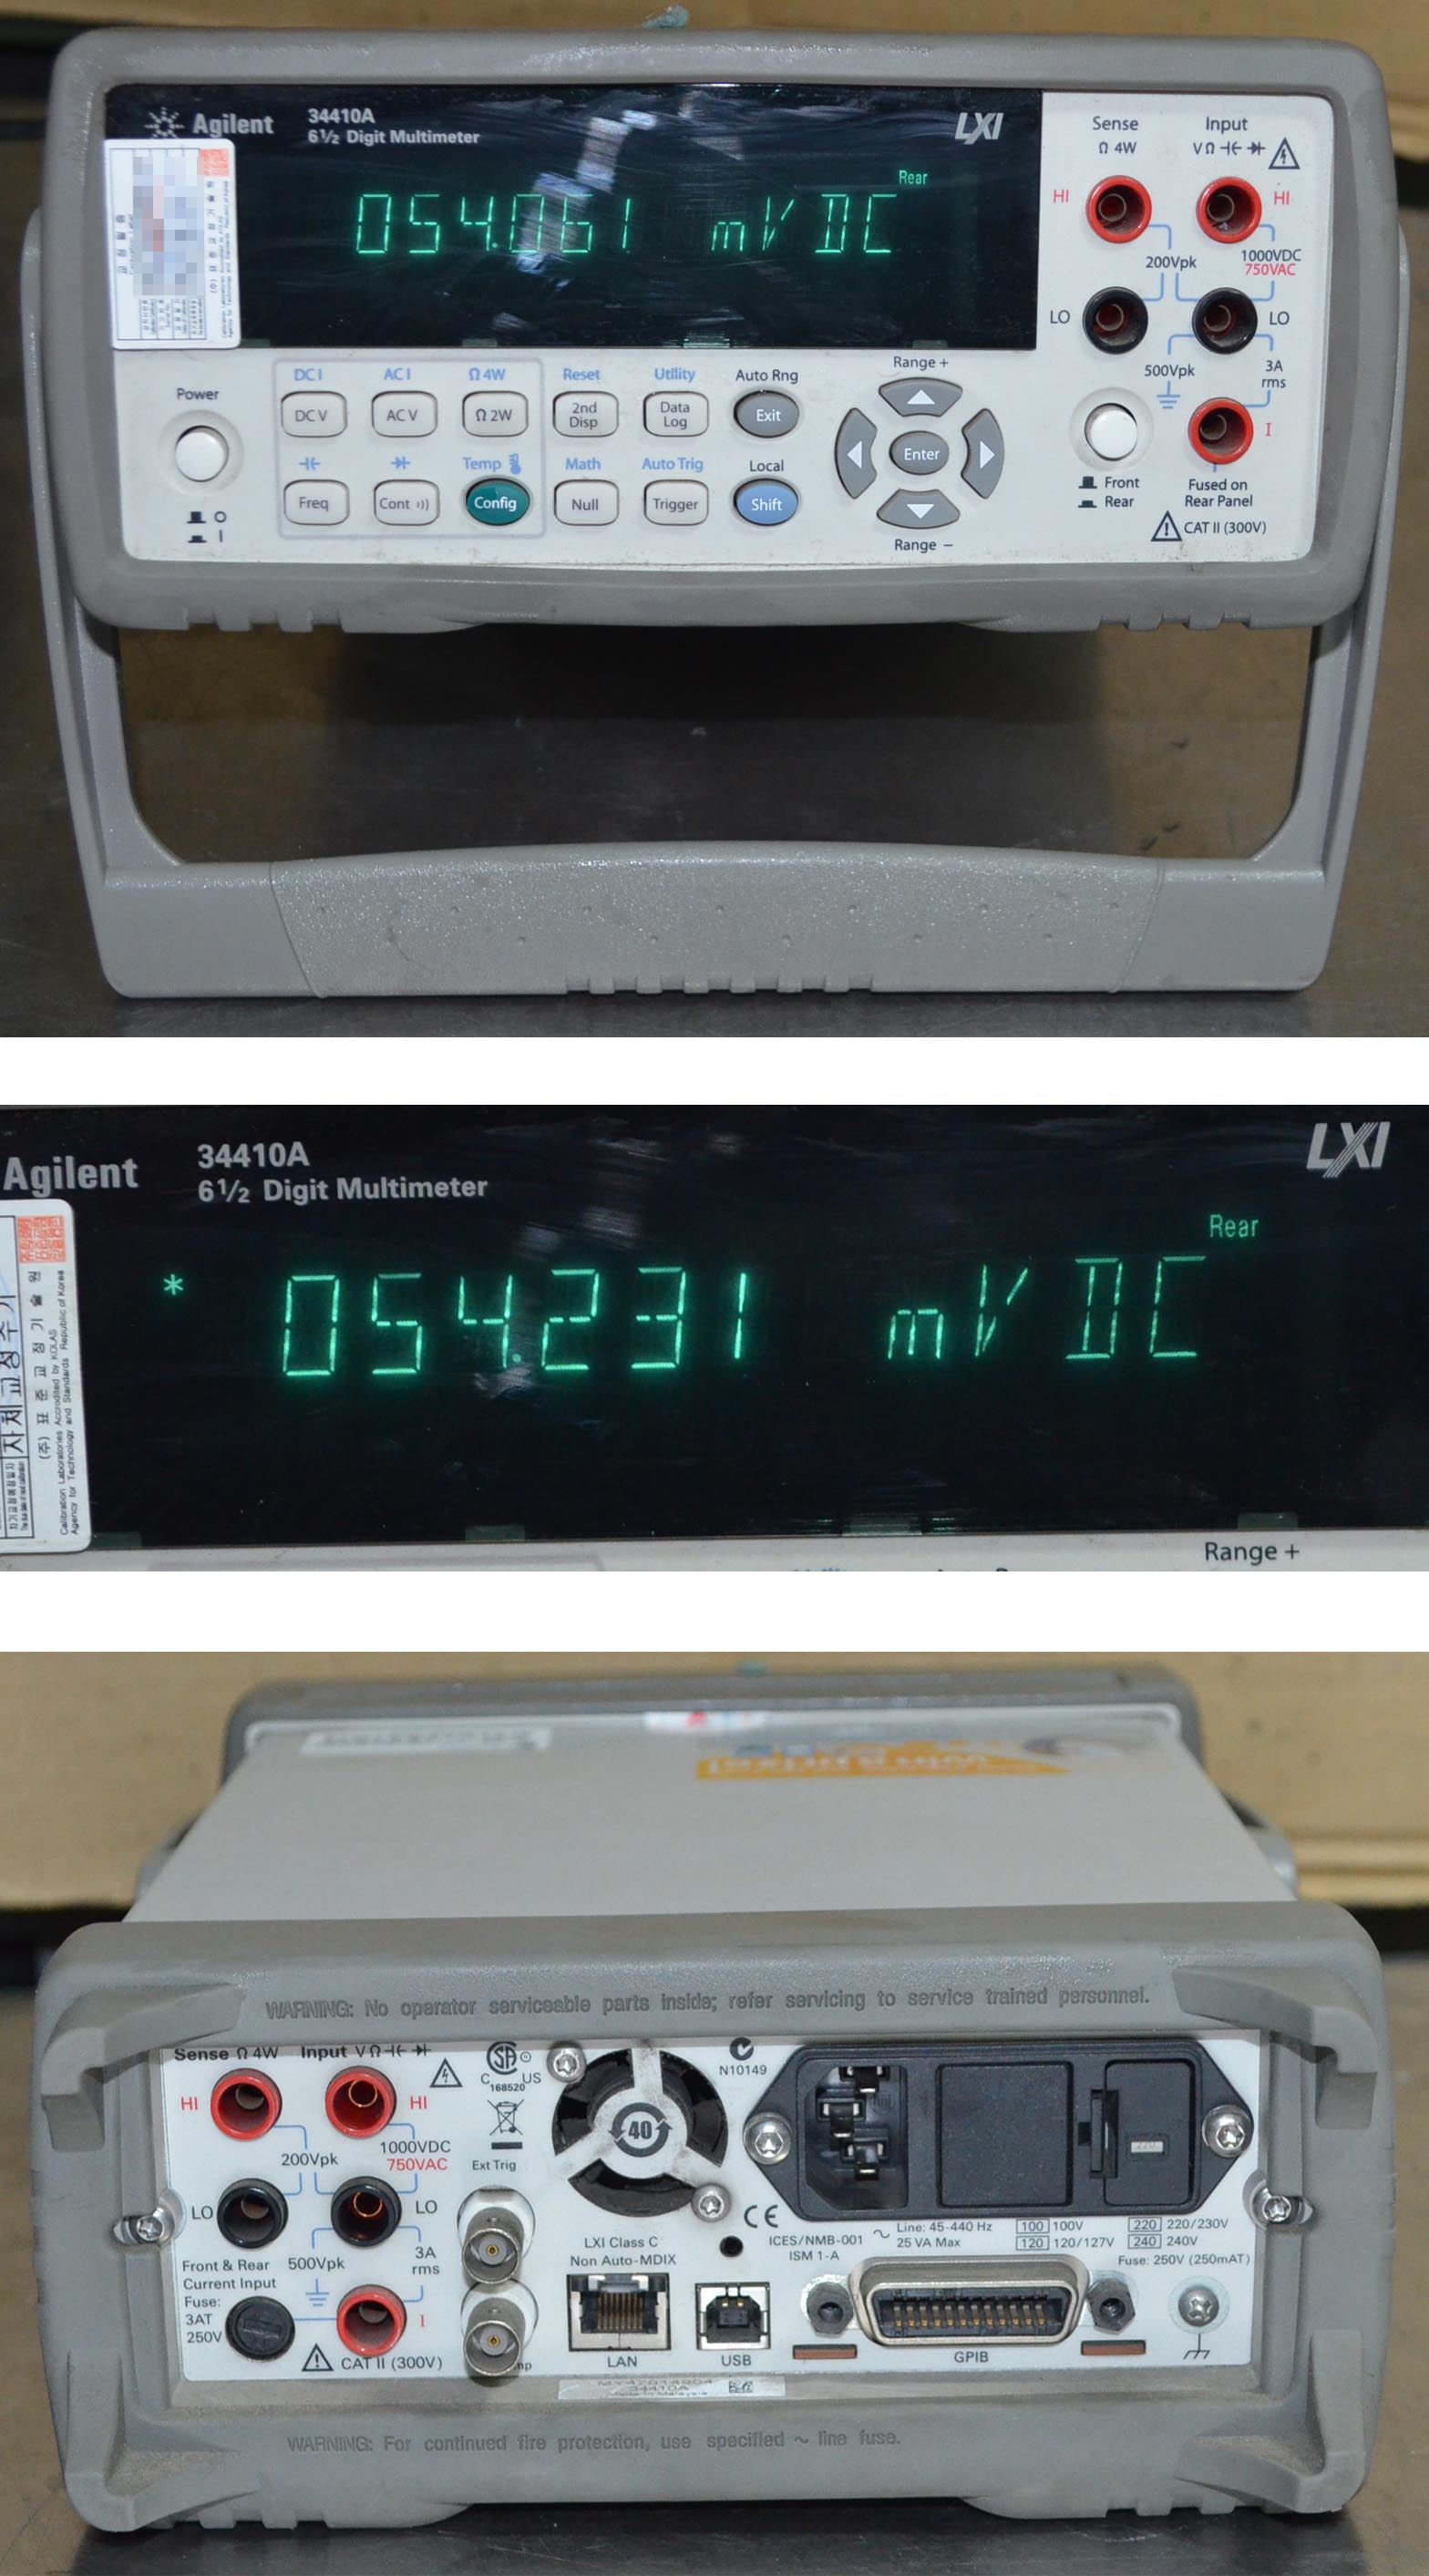 Agilent
34410A
6½ Digit Multimeter
LXI
Rear
054.061 mV DC
Sense
Ω 4W
Input
V Ω
HI
HI
200Vpk
1000VDC
750VAC
LO
LO
500Vpk
3A
rms
I
Front
Rear
Fused on
Rear Panel
CAT II (300V)
Power
O
I
DC I
AC I
Ω 4W
Reset
Utility
Auto Rng
DC V
AC V
Ω 2W
2nd
Disp
Data
Log
Exit
Temp
Math
Auto Trig
Local
Freq
Cont
Config
Null
Trigger
Shift
Range +
Enter
Range −
Agilent
34410A
6½ Digit Multimeter
LXI
Rear
* 054.231 mV DC
(주) 표 준 교 정 기 술 원
Calibration Laboratories Accredited by KOLAS
Agency for Technology and Standards Republic of Korea
Range +
WARNING: No operator serviceable parts inside; refer servicing to service trained personnel.
Sense Ω 4W
Input V Ω
HI
HI
200Vpk
1000VDC
750VAC
LO
LO
500Vpk
3A
rms
Front & Rear
Current Input
Fuse:
3AT
250V
I
CAT II (300V)
C US
168520
Ext Trig
40
N10149
CE
ICES/NMB-001
ISM 1-A
LXI Class C
Non Auto-MDIX
LAN
USB
GPIB
220
Line: 45-440 Hz
25 VA Max
100 100V
120 120/127V
220 220/230V
240 240V
Fuse: 250V (250mAT)
34410A
Made in Malaysia
WARNING: For continued fire protection, use specified ~ line fuse.